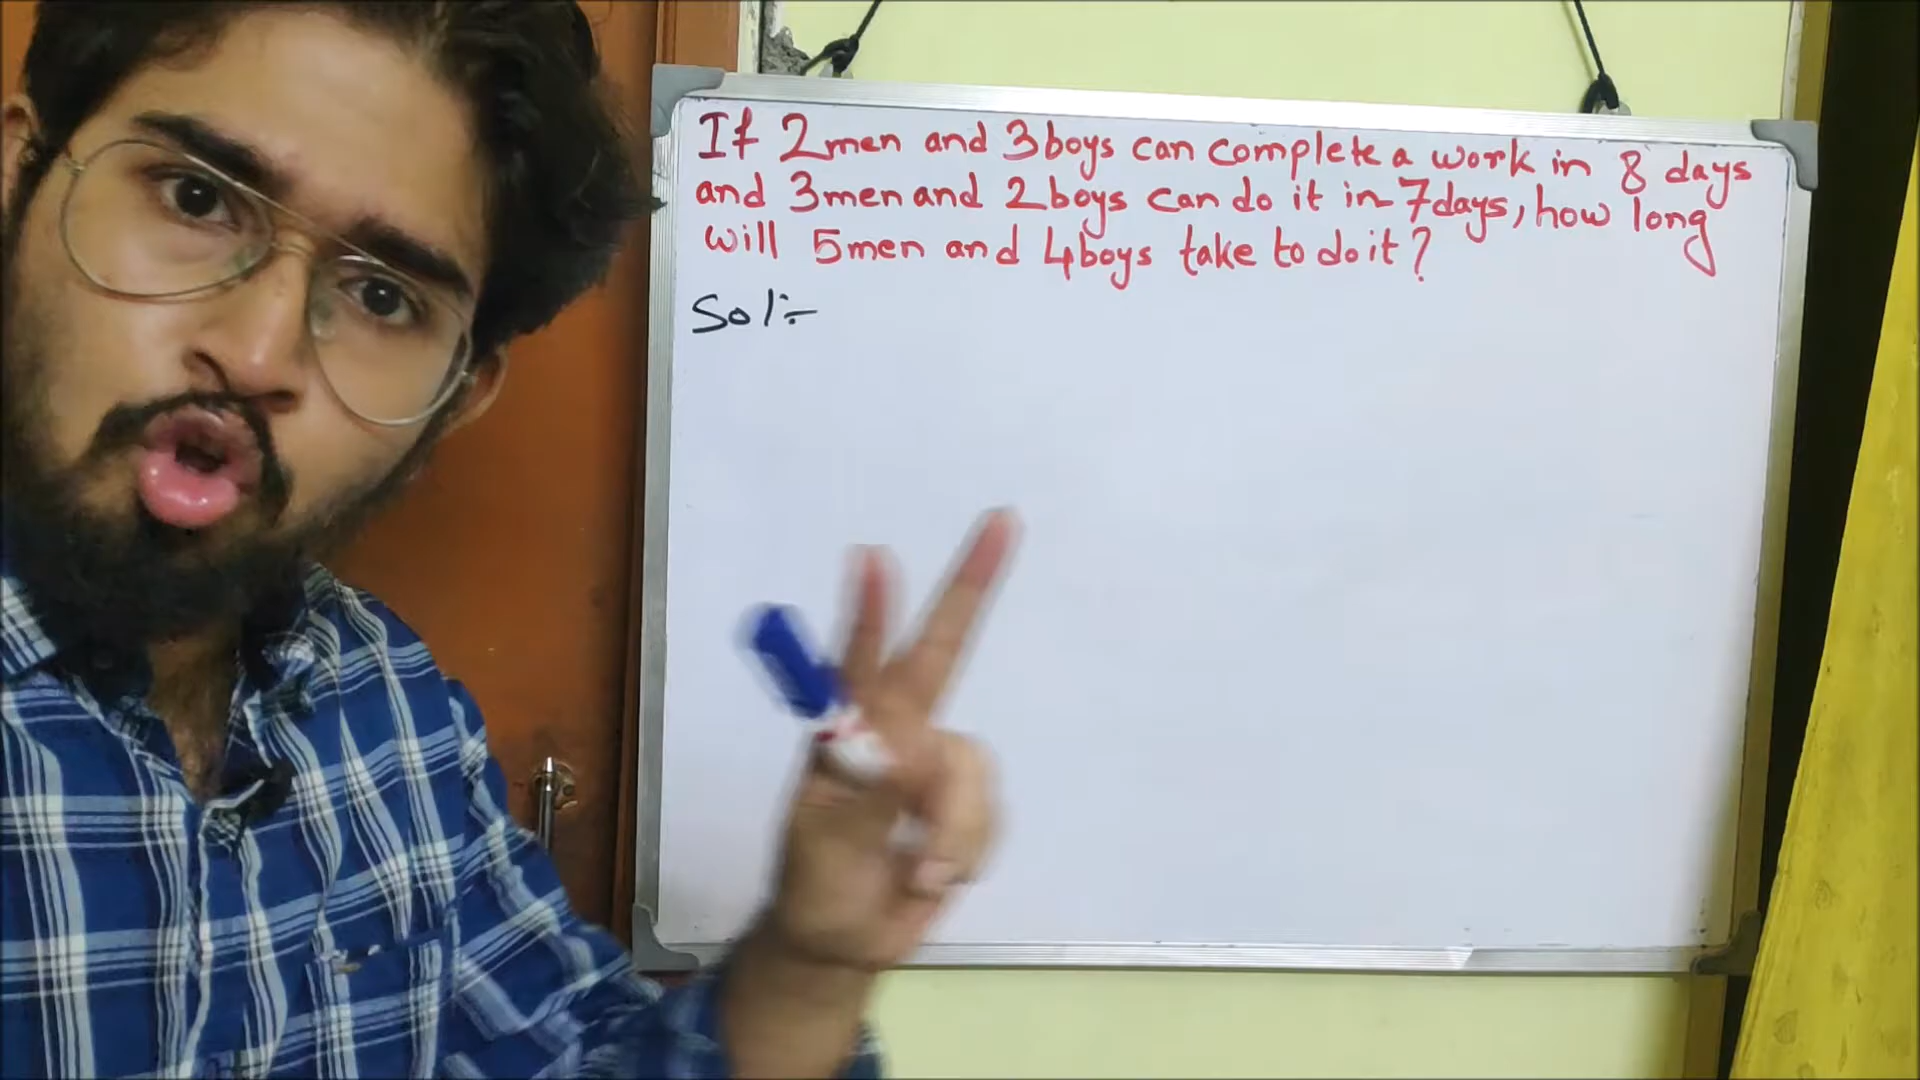 If 2men and 3boys can complete a work in 8 days
and 3men and 2boys can do it in 7days, how long
will 5men and 4boys take to do it?
Sol:-